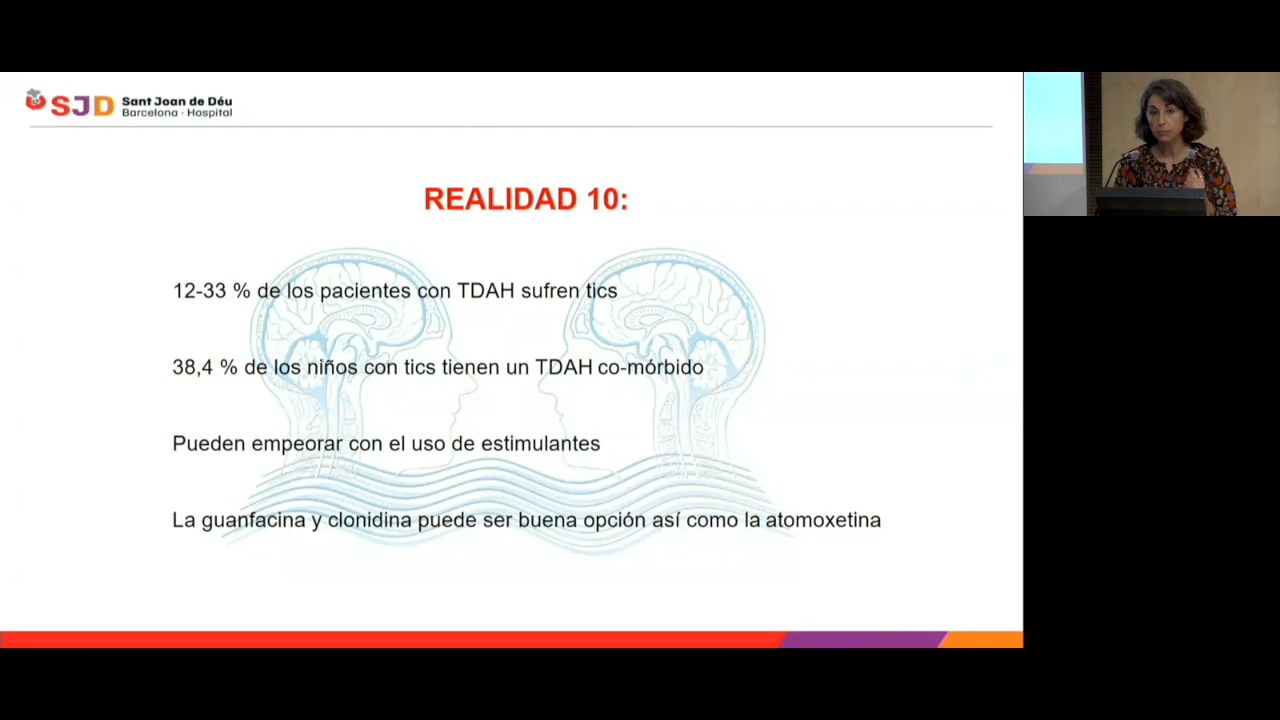 SJD Sant Joan de Déu
Barcelona · Hospital
REALIDAD 10:
12-33 % de los pacientes con TDAH sufren tics
38,4 % de los niños con tics tienen un TDAH co-mórbido
Pueden empeorar con el uso de estimulantes
La guanfacina y clonidina puede ser buena opción así como la atomoxetina